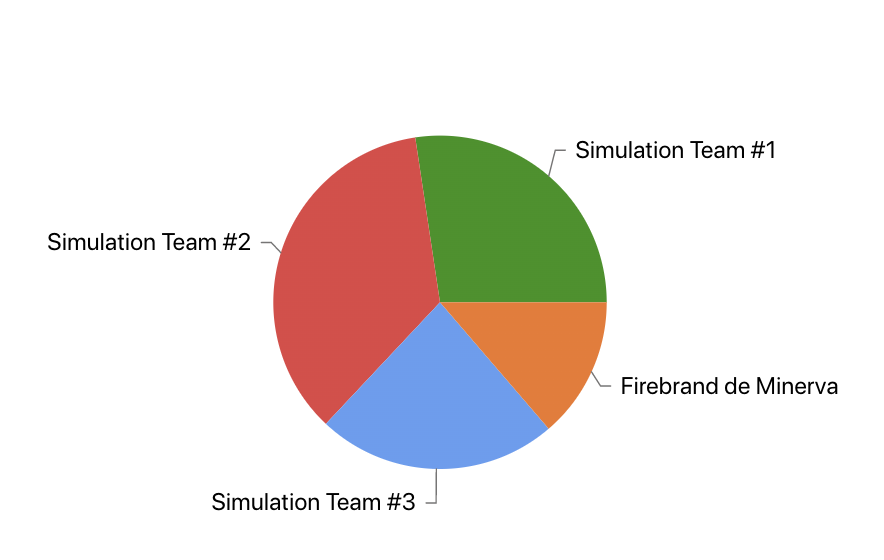 Simulation Team #1
Simulation Team #2
Firebrand de Minerva
Simulation Team #3